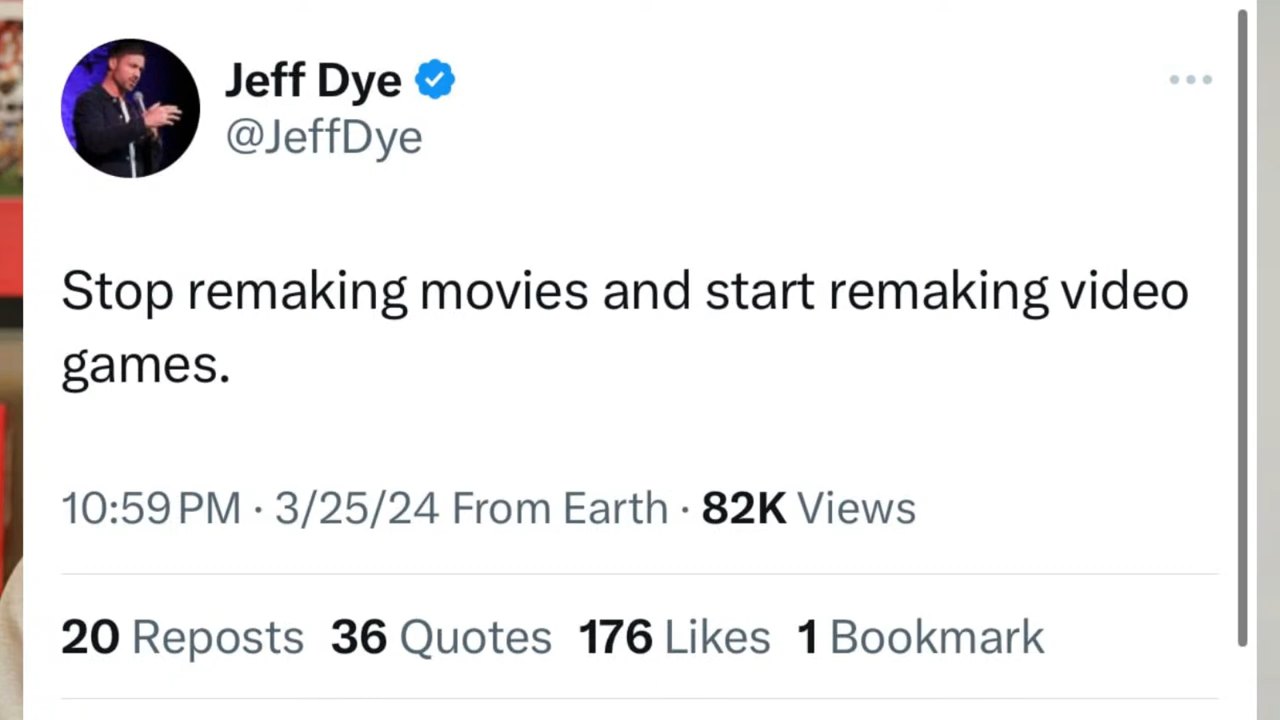 Jeff Dye
@JeffDye
Stop remaking movies and start remaking video
games.
10:59 PM · 3/25/24 From Earth · 82K Views
20 Reposts 36 Quotes 176 Likes 1 Bookmark